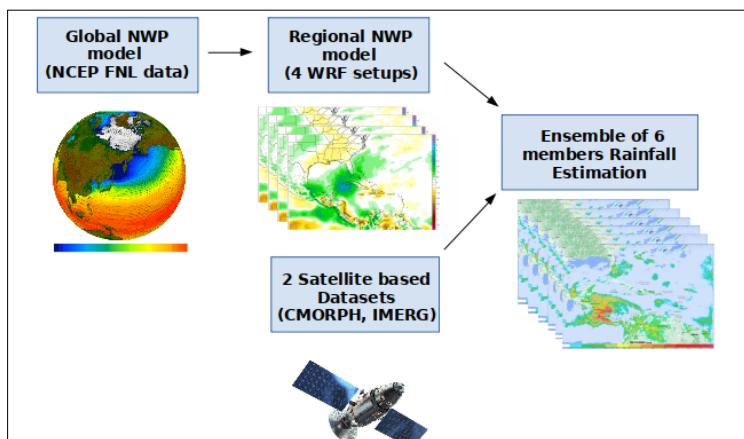 Global NWP
model
(NCEP FNL data)
Regional NWP
model
(4 WRF setups)
Ensemble of 6
members Rainfall
Estimation
2 Satellite based
Datasets
(CMORPH, IMERG)